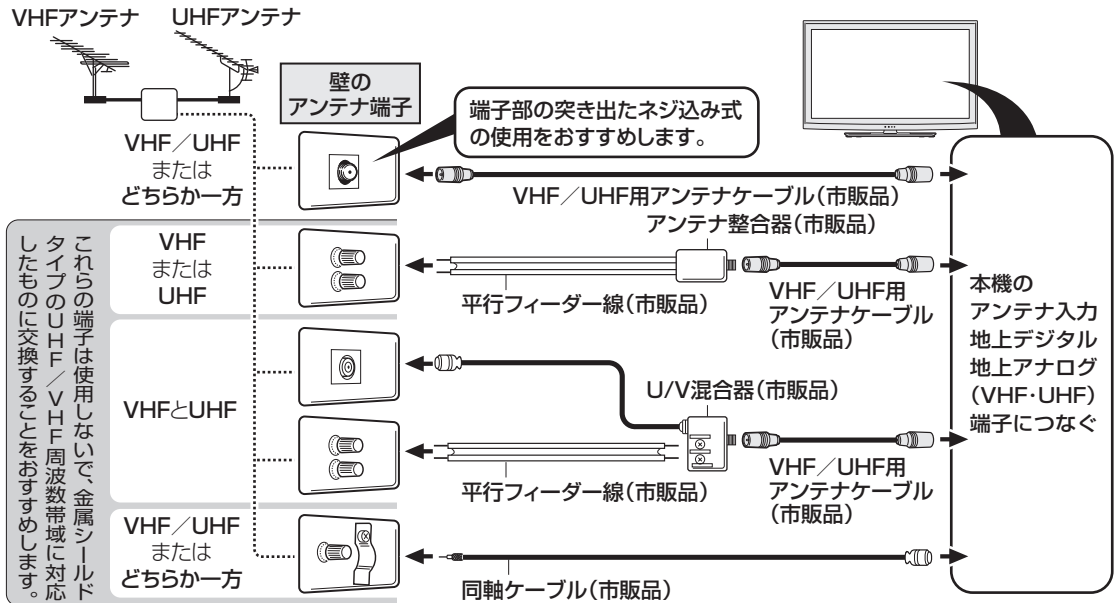 VHFアンテナ
UHFアンテナ
壁の
アンテナ端子
端子部の突き出たネジ込み式
の使用をおすすめします。
VHF／UHF
または
どちらか一方
VHF／UHF用アンテナケーブル（市販品）
これらの端子は使用しないで、金属シールド
タイプのUHF／VHF周波数帯域に対応
したものに交換することをおすすめします。
VHF
または
UHF
アンテナ整合器（市販品）
平行フィーダー線（市販品）
VHF／UHF用
アンテナケーブル
（市販品）
VHFとUHF
U/V混合器（市販品）
平行フィーダー線（市販品）
VHF／UHF用
アンテナケーブル
（市販品）
VHF／UHF
または
どちらか一方
同軸ケーブル（市販品）
本機の
アンテナ入力
地上デジタル
地上アナログ
（VHF･UHF）
端子につなぐ